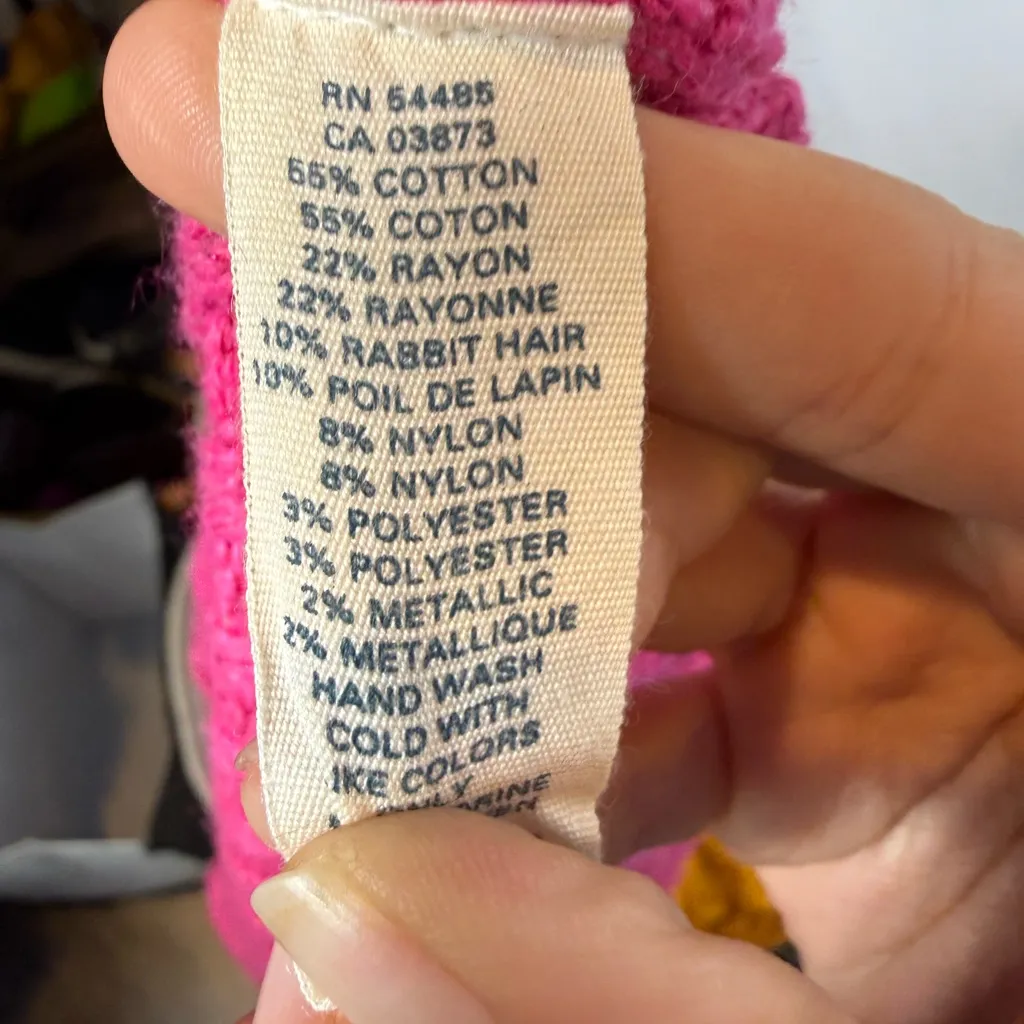 RN 54485
CA 03873
55% COTTON
55% COTON
22% RAYON
22% RAYONNE
10% RABBIT HAIR
10% POIL DE LAPIN
8% NYLON
8% NYLON
3% POLYESTER
3% POLYESTER
2% METALLIC
2% METALLIQUE
HAND WASH
COLD WITH
IKE COLORS